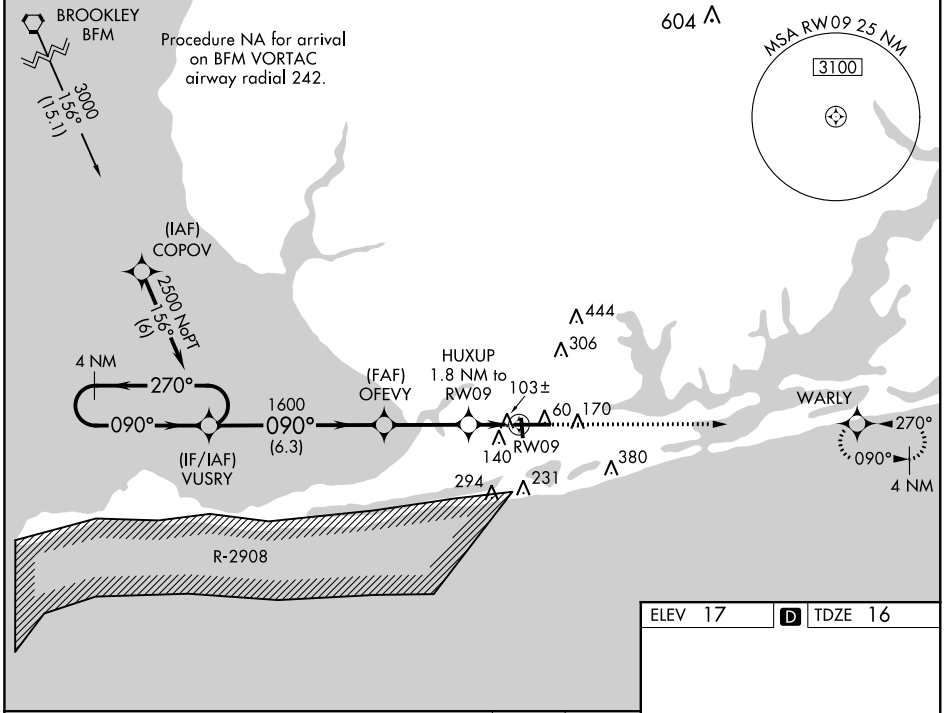 BROOKLEY
BFM
Procedure NA for arrival
on BFM VORTAC
airway radial 242.
604
MSA RW09 25 NM
3100
3000
156°
(15.1)
(IAF)
COPOV
2500 NoPT
156°
(6)
4 NM
270°
090°
(IF/IAF)
VUSRY
1600
090°
(6.3)
(FAF)
OFEVY
HUXUP
1.8 NM to
RW09
103±
444
306
60
170
140
RW09
380
294
231
WARLY
270°
090°
4 NM
R-2908
ELEV 17
D
TDZE 16